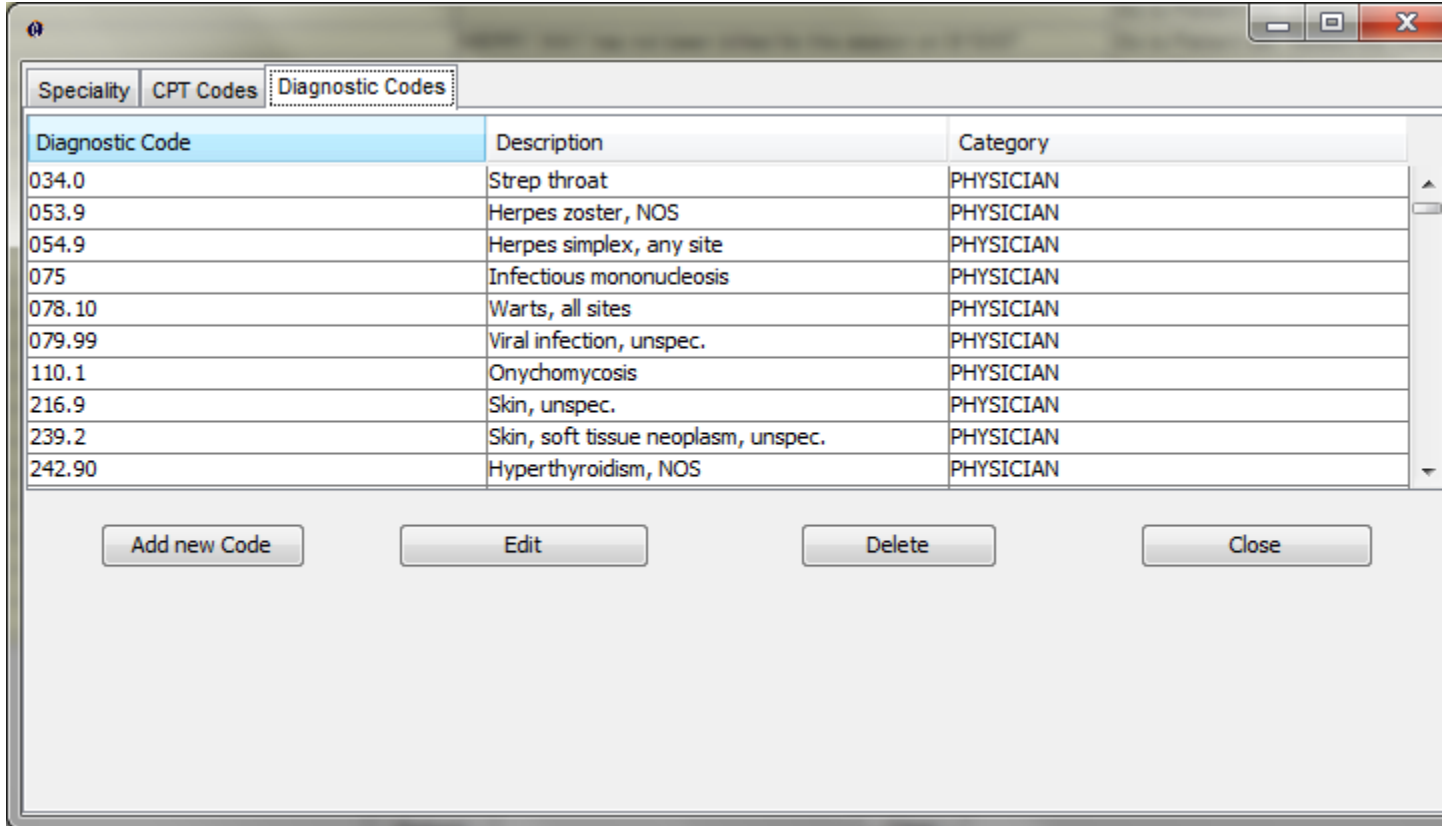 Speciality CPT Codes Diagnostic Codes
Diagnostic Code Description Category
034.0 Strep throat PHYSICIAN
053.9 Herpes zoster, NOS PHYSICIAN
054.9 Herpes simplex, any site PHYSICIAN
075 Infectious mononucleosis PHYSICIAN
078.10 Warts, all sites PHYSICIAN
079.99 Viral infection, unspec. PHYSICIAN
110.1 Onychomycosis PHYSICIAN
216.9 Skin, unspec. PHYSICIAN
239.2 Skin, soft tissue neoplasm, unspec. PHYSICIAN
242.90 Hyperthyroidism, NOS PHYSICIAN
Add new Code Edit Delete Close